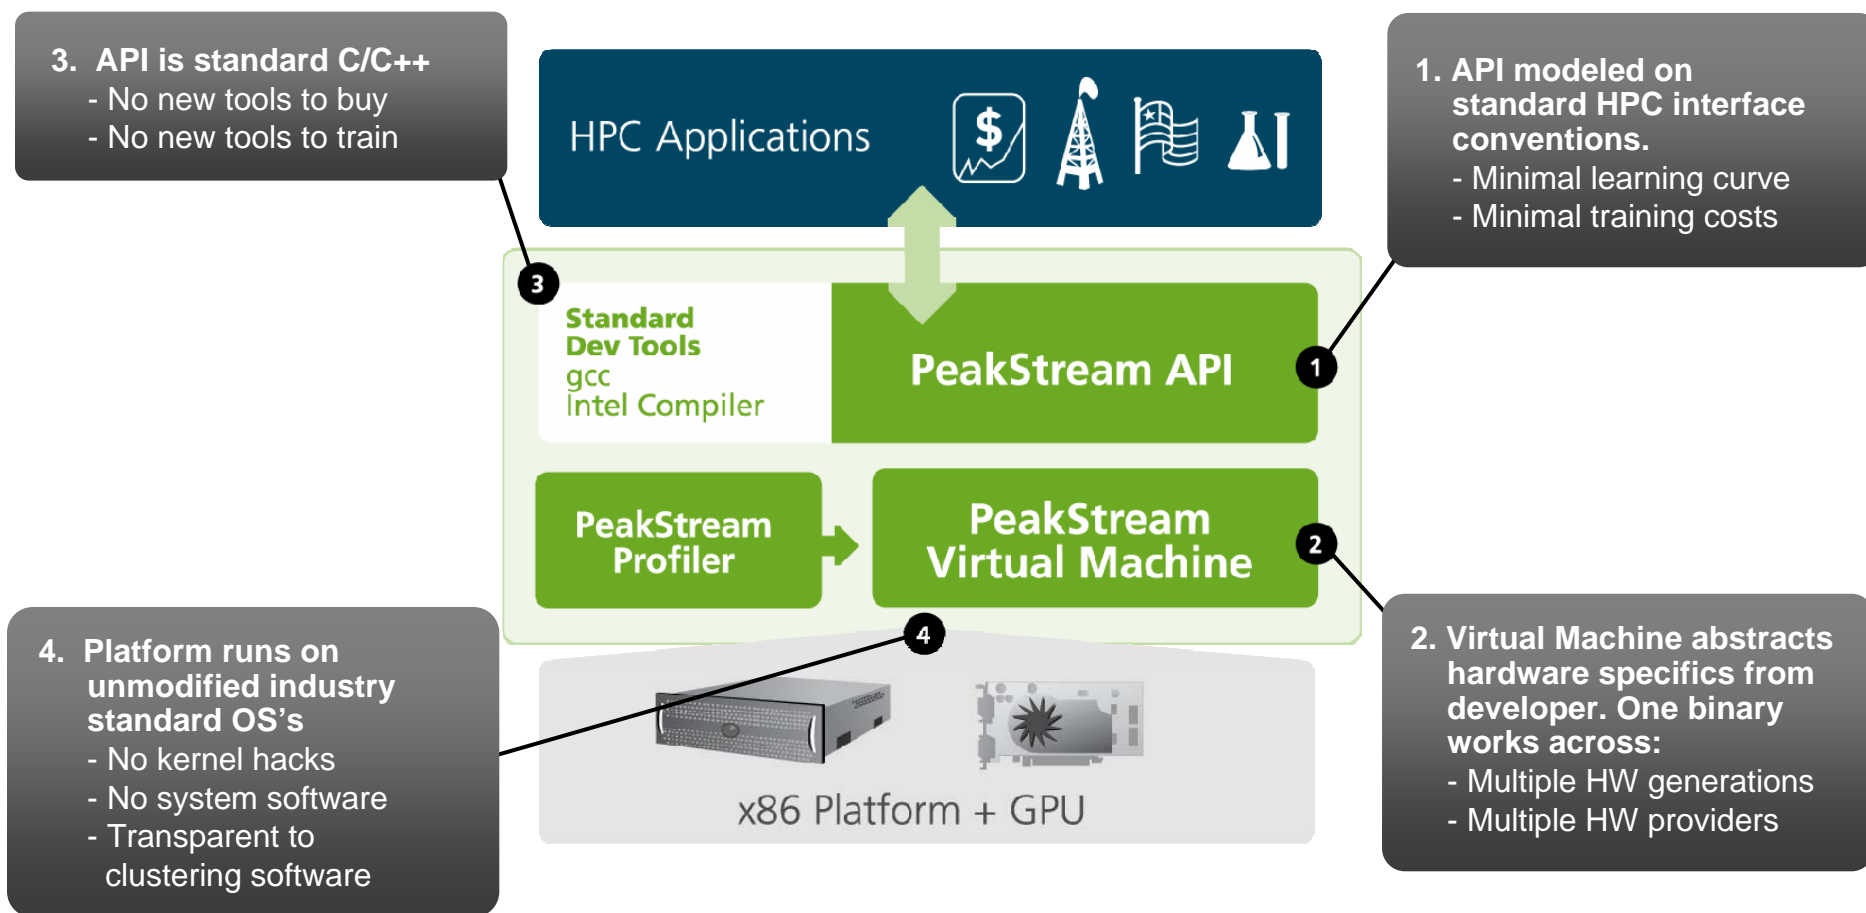 3. API is standard C/C++
- No new tools to buy
- No new tools to train
HPC Applications
$
1. API modeled on
standard HPC interface
conventions.
- Minimal learning curve
- Minimal training costs
3
Standard
Dev Tools
gcc
Intel Compiler
PeakStream API
1
PeakStream
Profiler
PeakStream
Virtual Machine
2
4
4. Platform runs on
unmodified industry
standard OS's
- No kernel hacks
- No system software
- Transparent to
clustering software
x86 Platform + GPU
2. Virtual Machine abstracts
hardware specifics from
developer. One binary
works across:
- Multiple HW generations
- Multiple HW providers